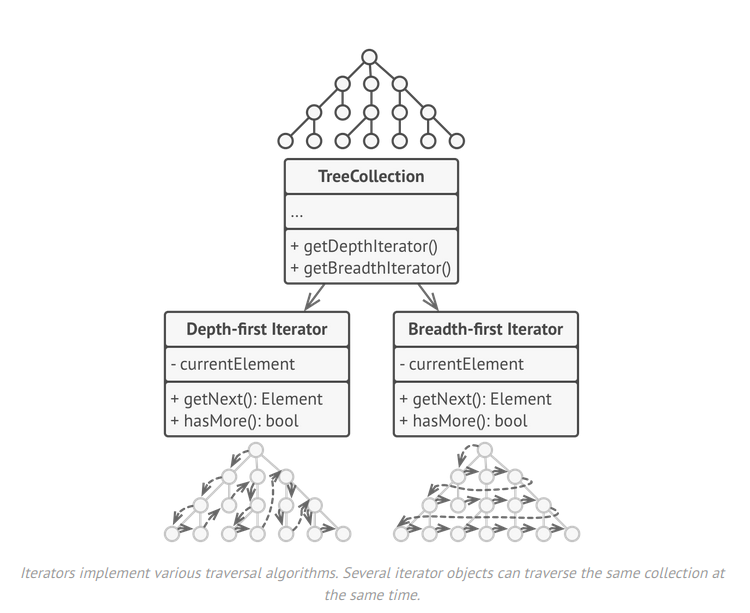 TreeCollection
...
+ getDepthIterator()
+ getBreadthIterator()
Depth-first Iterator
- currentElement
+ getNext(): Element
+ hasMore(): bool
Breadth-first Iterator
- currentElement
+ getNext(): Element
+ hasMore(): bool
Iterators implement various traversal algorithms. Several iterator objects can traverse the same collection at
the same time.